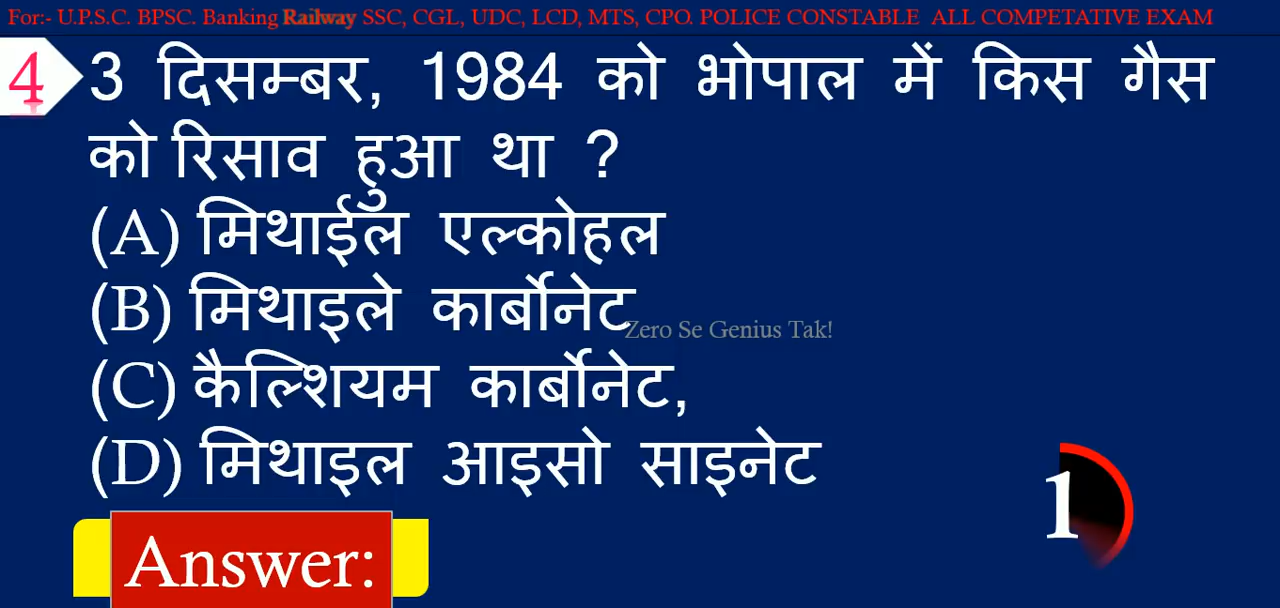 For:- U.P.S.C. BPSC. Banking Railway SSC, CGL, UDC, LCD, MTS, CPO. POLICE CONSTABLE ALL COMPETATIVE EXAM
4 3 दिसम्बर, 1984 को भोपाल में किस गैस
को रिसाव हुआ था ?
(A) मिथाईल एल्कोहल
(B) मिथाइले कार्बोनेट
Zero Se Genius Tak!
(C) कैल्शियम कार्बोनेट,
(D) मिथाइल आइसो साइनेट
1
Answer: